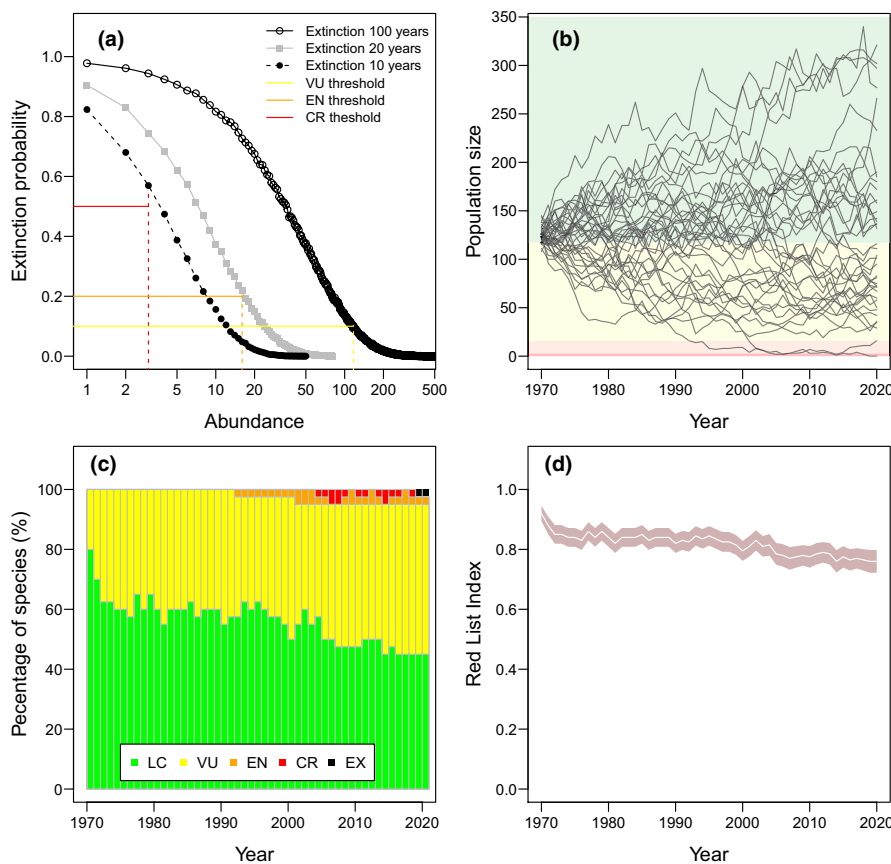 (a)
Extinction 100 years
Extinction 20 years
Extinction 10 years
VU threshold
EN threshold
CR theshold
1.0
0.8
0.6
0.4
0.2
0.0
Extinction probability
1 2 5 10 20 50 100 200 500
Abundance
(b)
350
300
250
200
150
100
50
0
Population size
1970 1980 1990 2000 2010 2020
Year
(c)
100
80
60
40
20
0
Pecentage of species (%)
LC VU EN CR EX
1970 1980 1990 2000 2010 2020
Year
(d)
1.0
0.8
0.6
0.4
0.2
0.0
Red List Index
1970 1980 1990 2000 2010 2020
Year